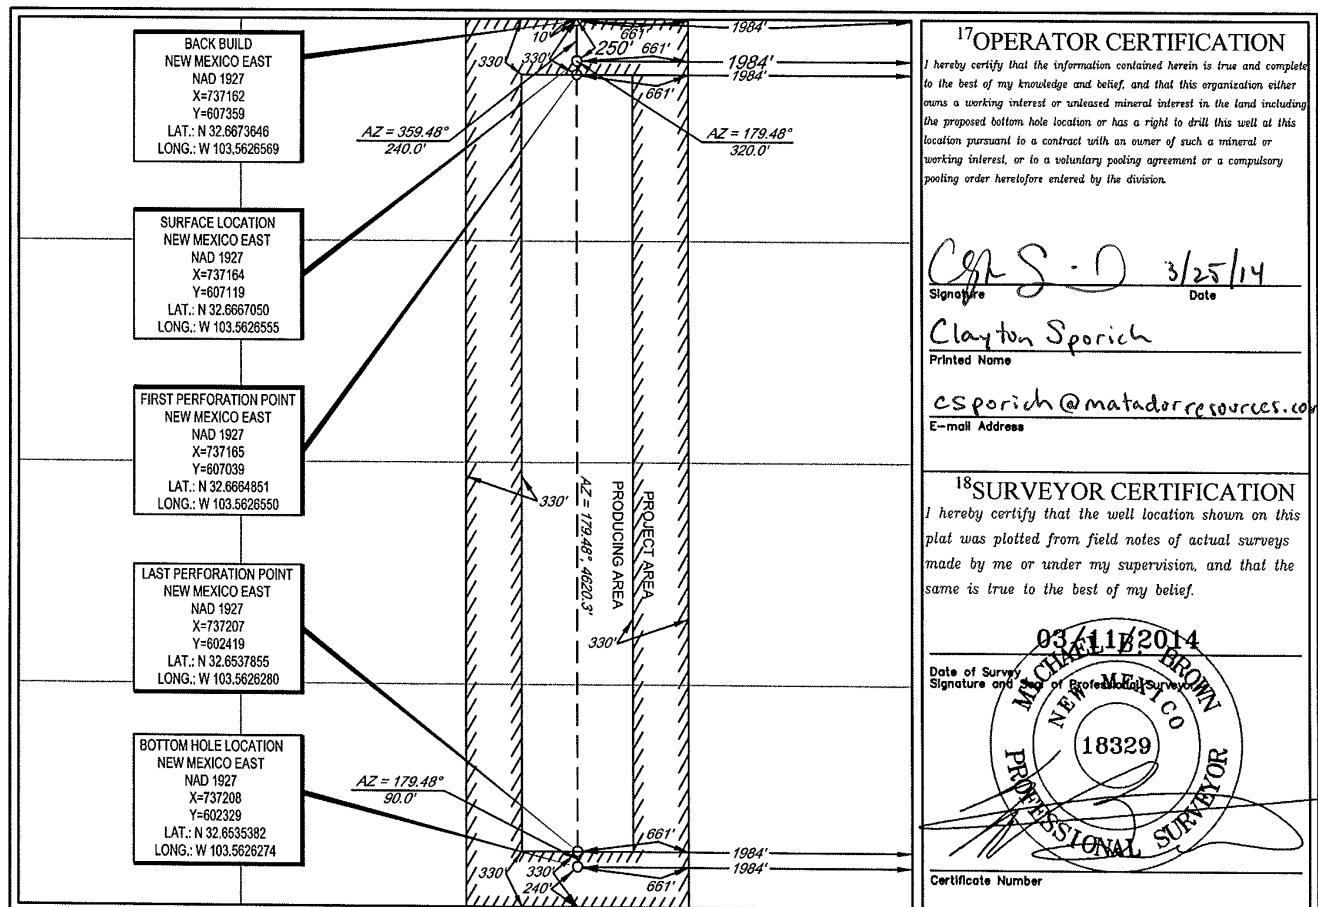 BACK BUILD
NEW MEXICO EAST
NAD 1927
X=737162
Y=607359
LAT.: N 32.6673646
LONG.: W 103.5626569
SURFACE LOCATION
NEW MEXICO EAST
NAD 1927
X=737164
Y=607119
LAT.: N 32.6667050
LONG.: W 103.5626555
FIRST PERFORATION POINT
NEW MEXICO EAST
NAD 1927
X=737165
Y=607039
LAT.: N 32.6664851
LONG.: W 103.5626550
LAST PERFORATION POINT
NEW MEXICO EAST
NAD 1927
X=737207
Y=602419
LAT.: N 32.6537855
LONG.: W 103.5626280
BOTTOM HOLE LOCATION
NEW MEXICO EAST
NAD 1927
X=737208
Y=602329
LAT.: N 32.6535382
LONG.: W 103.5626274
10'
661'
1984'
330'
330'
250'
661'
1984'
1984'
661'
AZ = 359.48°
240.0'
AZ = 179.48°
320.0'
330'
AZ = 179.48°, 4620.3'
PRODUCING AREA
PROJECT AREA
330'
AZ = 179.48°
90.0'
661'
1984'
330'
330'
240'
1984'
661'
17OPERATOR CERTIFICATION
I hereby certify that the information contained herein is true and complete
to the best of my knowledge and belief, and that this organization either
owns a working interest or unleased mineral interest in the land including
the proposed bottom hole location or has a right to drill this well at this
location pursuant to a contract with an owner of such a mineral or
working interest, or to a voluntary pooling agreement or a compulsory
pooling order heretofore entered by the division.
3/25/14
Signature Date
Clayton Sporich
Printed Name
csporich@matadorresources.co
E-mail Address
18SURVEYOR CERTIFICATION
I hereby certify that the well location shown on this
plat was plotted from field notes of actual surveys
made by me or under my supervision, and that the
same is true to the best of my belief.
03/11/2014
Date of Survey
Signature and Seal of Professional Surveyor
MICHAEL B. BROWN
NEW MEXICO
18329
PROFESSIONAL SURVEYOR
Certificate Number